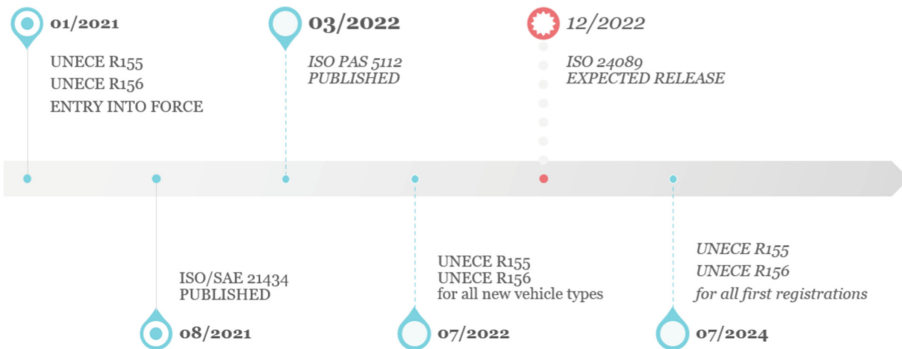 01/2021
UNECE R155
UNECE R156
ENTRY INTO FORCE
03/2022
ISO PAS 5112
PUBLISHED
12/2022
ISO 24089
EXPECTED RELEASE
ISO/SAE 21434
PUBLISHED
08/2021
UNECE R155
UNECE R156
for all new vehicle types
07/2022
UNECE R155
UNECE R156
for all first registrations
07/2024